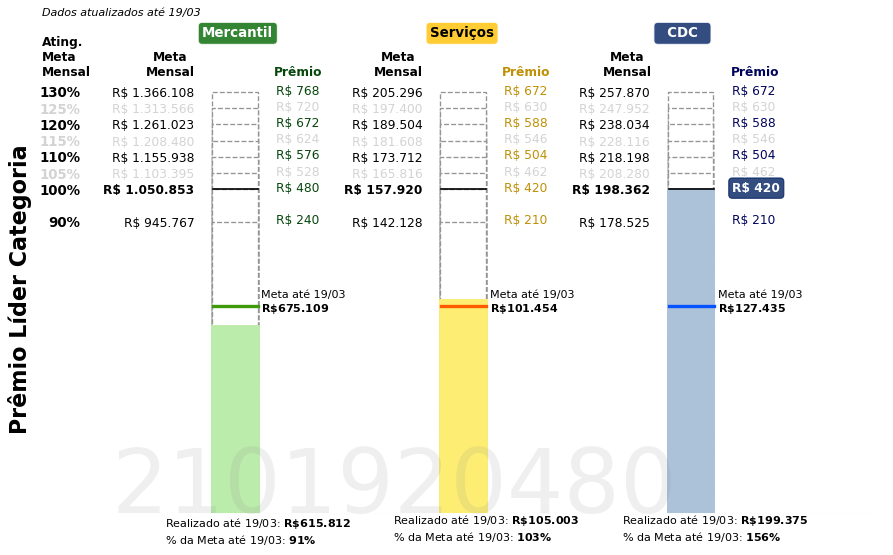 Dados atualizados até 19/03
Mercantil Serviços CDC
Ating.
Meta Meta Meta Meta
Mensal Mensal Prêmio Mensal Prêmio Mensal Prêmio
130% R$ 1.366.108 R$ 768 R$ 205.296 R$ 672 R$ 257.870 R$ 672
125% R$ 1.313.566 R$ 720 R$ 197.400 R$ 630 R$ 247.952 R$ 630
120% R$ 1.261.023 R$ 672 R$ 189.504 R$ 588 R$ 238.034 R$ 588
115% R$ 1.208.480 R$ 624 R$ 181.608 R$ 546 R$ 228.116 R$ 546
110% R$ 1.155.938 R$ 576 R$ 173.712 R$ 504 R$ 218.198 R$ 504
105% R$ 1.103.395 R$ 528 R$ 165.816 R$ 462 R$ 208.280 R$ 462
100% R$ 1.050.853 R$ 480 R$ 157.920 R$ 420 R$ 198.362 R$ 420
90% R$ 945.767 R$ 240 R$ 142.128 R$ 210 R$ 178.525 R$ 210
Meta até 19/03 Meta até 19/03 Meta até 19/03
R$675.109 R$101.454 R$127.435
Prêmio Líder Categoria
2101920480
Realizado até 19/03: R$615.812 Realizado até 19/03: R$105.003 Realizado até 19/03: R$199.375
% da Meta até 19/03: 91% % da Meta até 19/03: 103% % da Meta até 19/03: 156%